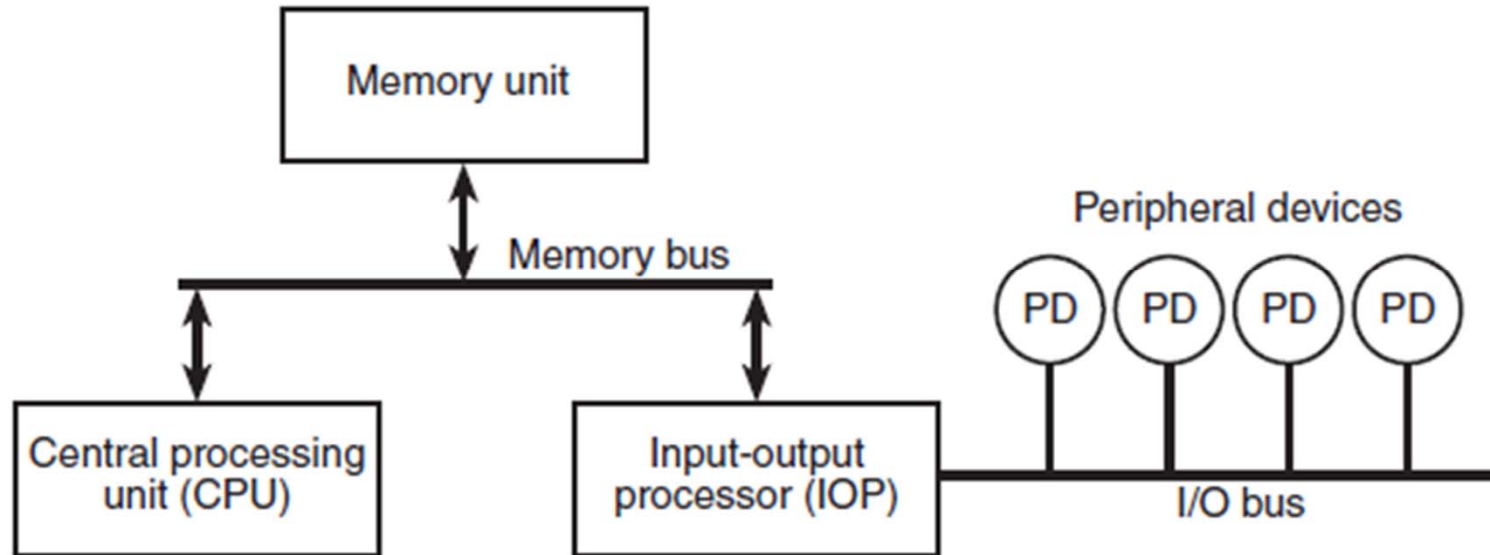 Memory unit
Memory bus
Peripheral devices
PD PD PD PD
Central processing
unit (CPU)
Input-output
processor (IOP)
I/O bus